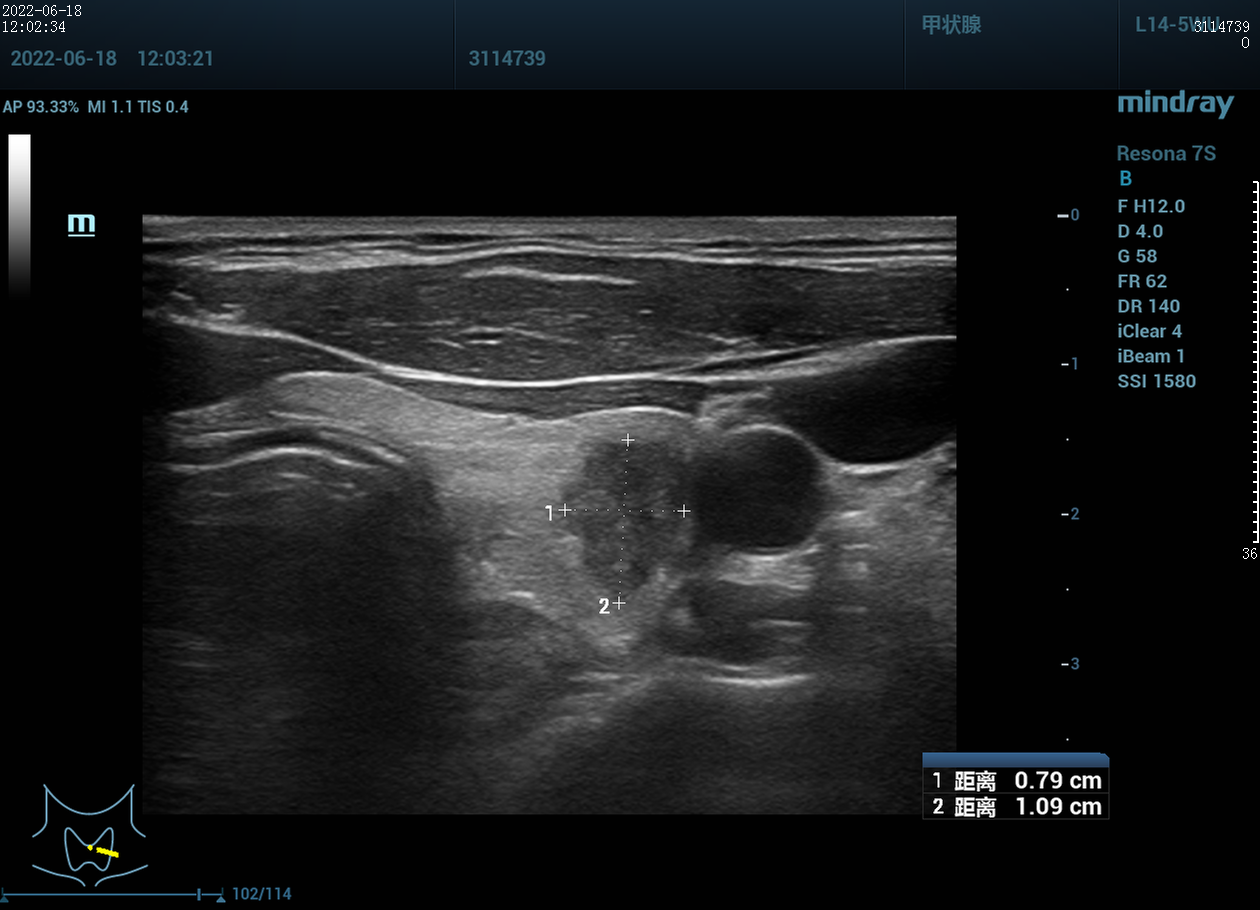 2022-06-18
12:02:34
甲状腺
3114739
0
2022-06-18 12:03:21
3114739
AP 93.33% MI 1.1 TIS 0.4
mindray
Resona 7S
B
F H12.0
D 4.0
G 58
FR 62
DR 140
iClear 4
iBeam 1
SSI 1580
m
0
1
2
3
36
1
2
1 距离 0.79 cm
2 距离 1.09 cm
102/114